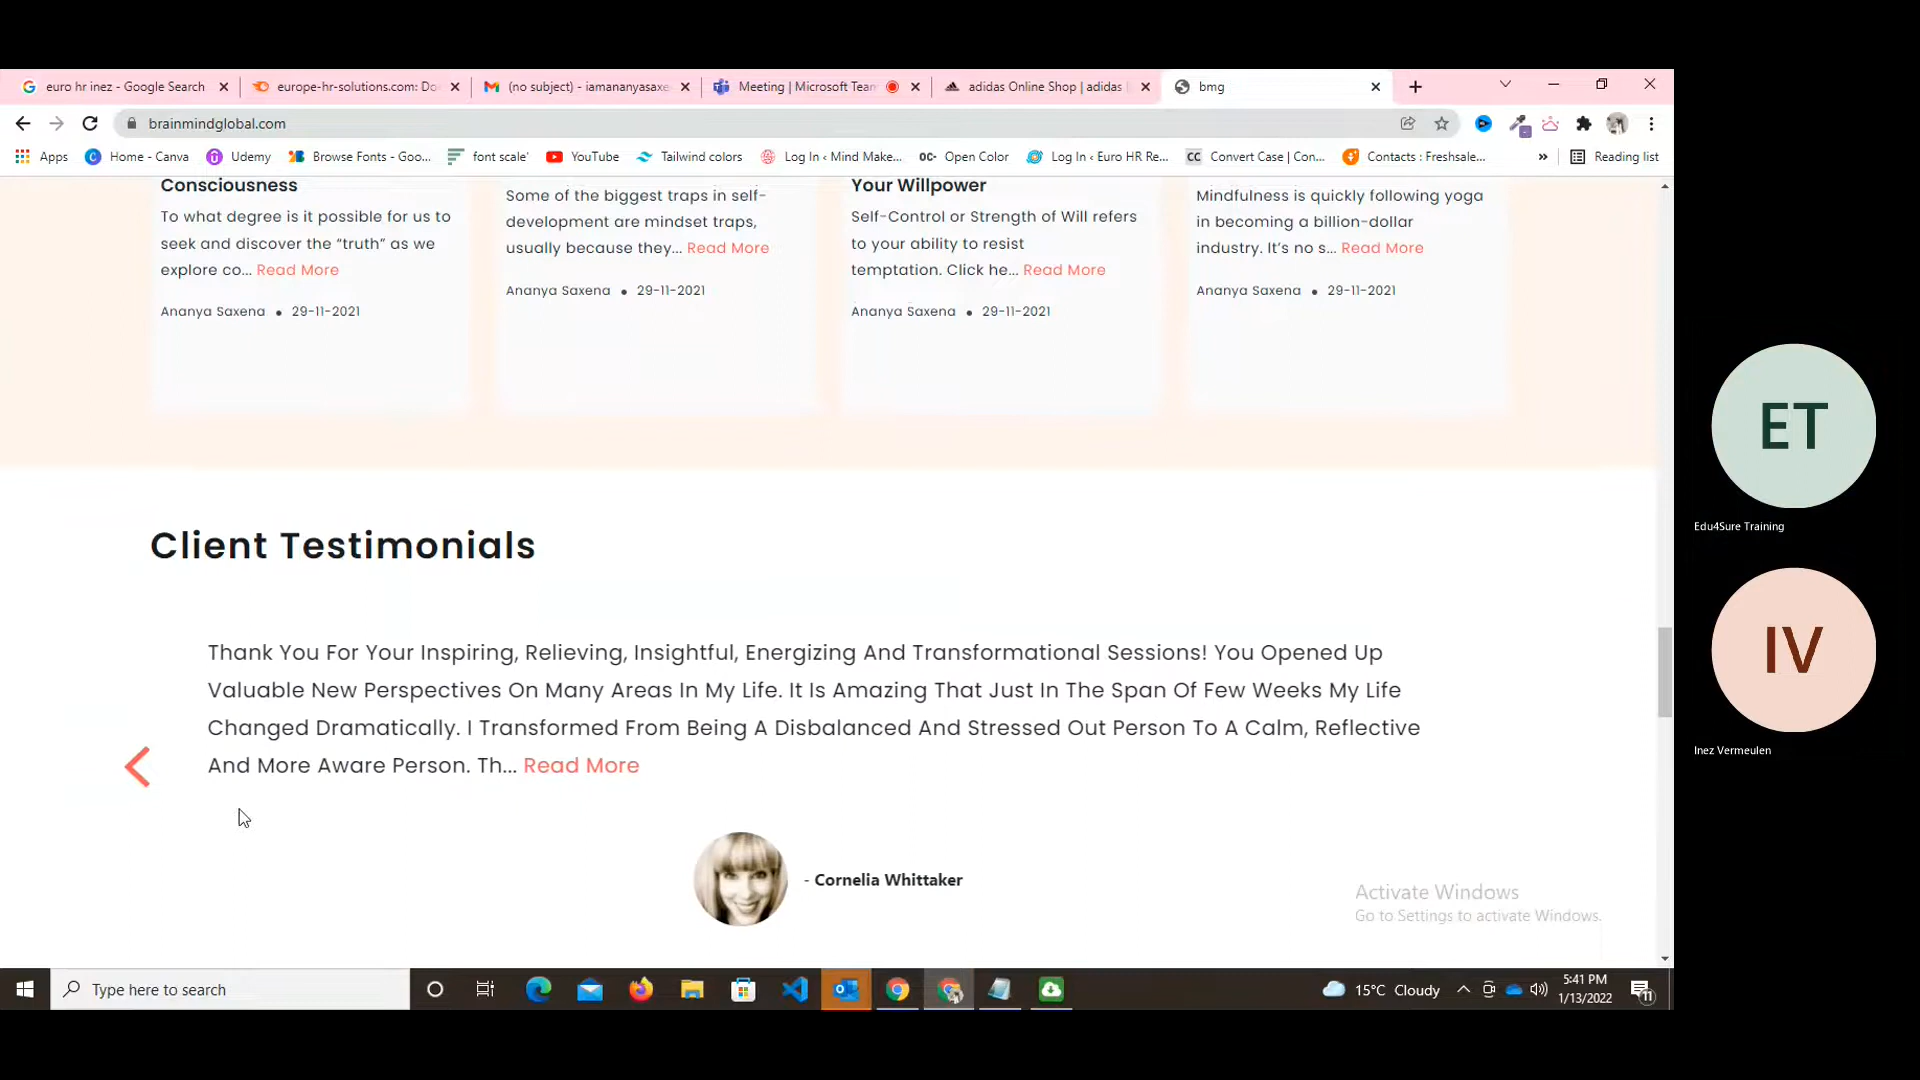 euro hr inez - Google Search
europe-hr-solutions.com: Do
(no subject) - iamananyasaxe
Meeting | Microsoft Team
adidas Online Shop | adidas
bmg
brainmindglobal.com
Apps
Home - Canva
Udemy
Browse Fonts - Goo...
font scale'
YouTube
Tailwind colors
Log In ‹ Mind Make...
OC·
Open Color
Log In ‹ Euro HR Re...
CC
Convert Case | Con...
Contacts : Freshsale...
»
Reading list
Consciousness
To what degree is it possible for us to
seek and discover the “truth” as we
explore co... Read More
Ananya Saxena ● 29-11-2021
Some of the biggest traps in self-
development are mindset traps,
usually because they... Read More
Ananya Saxena ● 29-11-2021
Your Willpower
Self-Control or Strength of Will refers
to your ability to resist
temptation. Click he... Read More
Ananya Saxena ● 29-11-2021
Mindfulness is quickly following yoga
in becoming a billion-dollar
industry. It’s no s... Read More
Ananya Saxena ● 29-11-2021
Client Testimonials
Thank You For Your Inspiring, Relieving, Insightful, Energizing And Transformational Sessions! You Opened Up
Valuable New Perspectives On Many Areas In My Life. It Is Amazing That Just In The Span Of Few Weeks My Life
Changed Dramatically. I Transformed From Being A Disbalanced And Stressed Out Person To A Calm, Reflective
And More Aware Person. Th... Read More
- Cornelia Whittaker
Activate Windows
Go to Settings to activate Windows.
Type here to search
15°C Cloudy
5:41 PM
1/13/2022
11
ET
Edu4Sure Training
IV
Inez Vermeulen